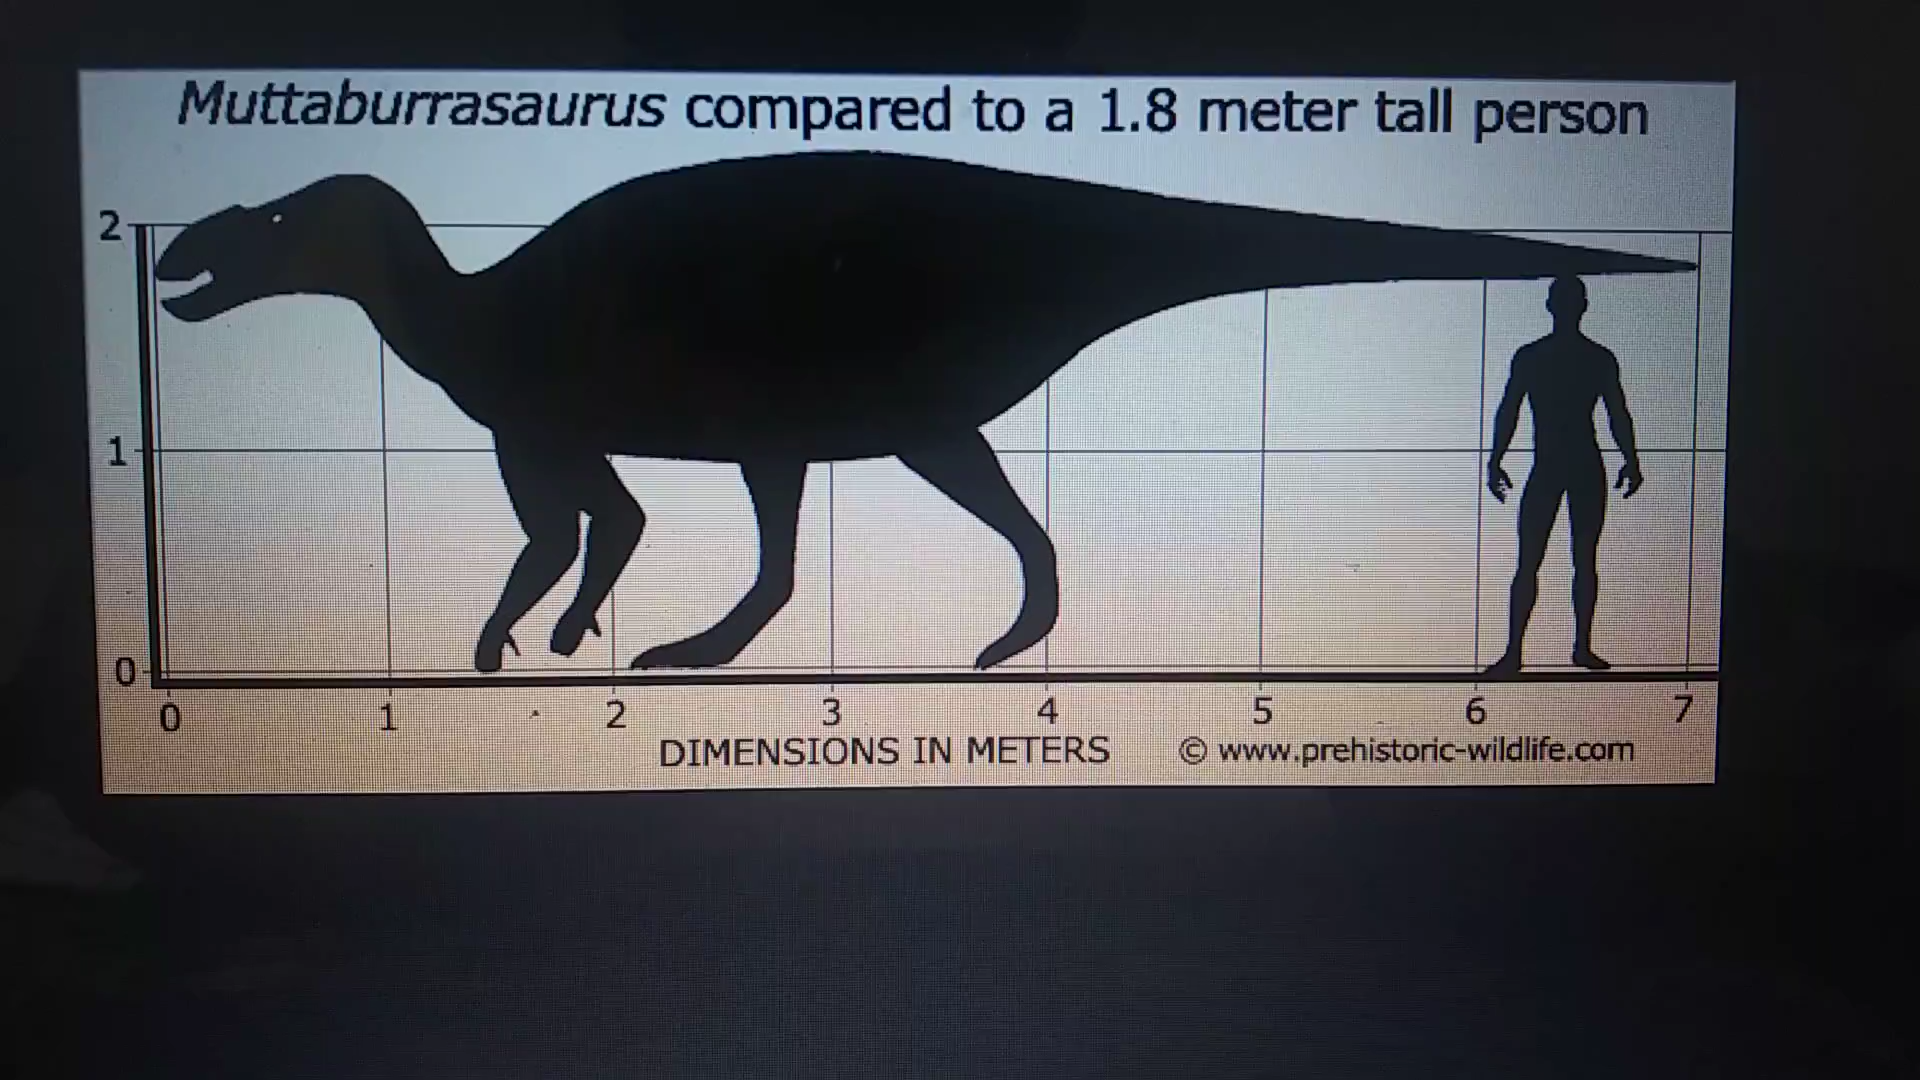 Muttaburrasaurus compared to a 1.8 meter tall person
2
1
0
0 1 2 3 4 5 6 7
DIMENSIONS IN METERS © www.prehistoric-wildlife.com